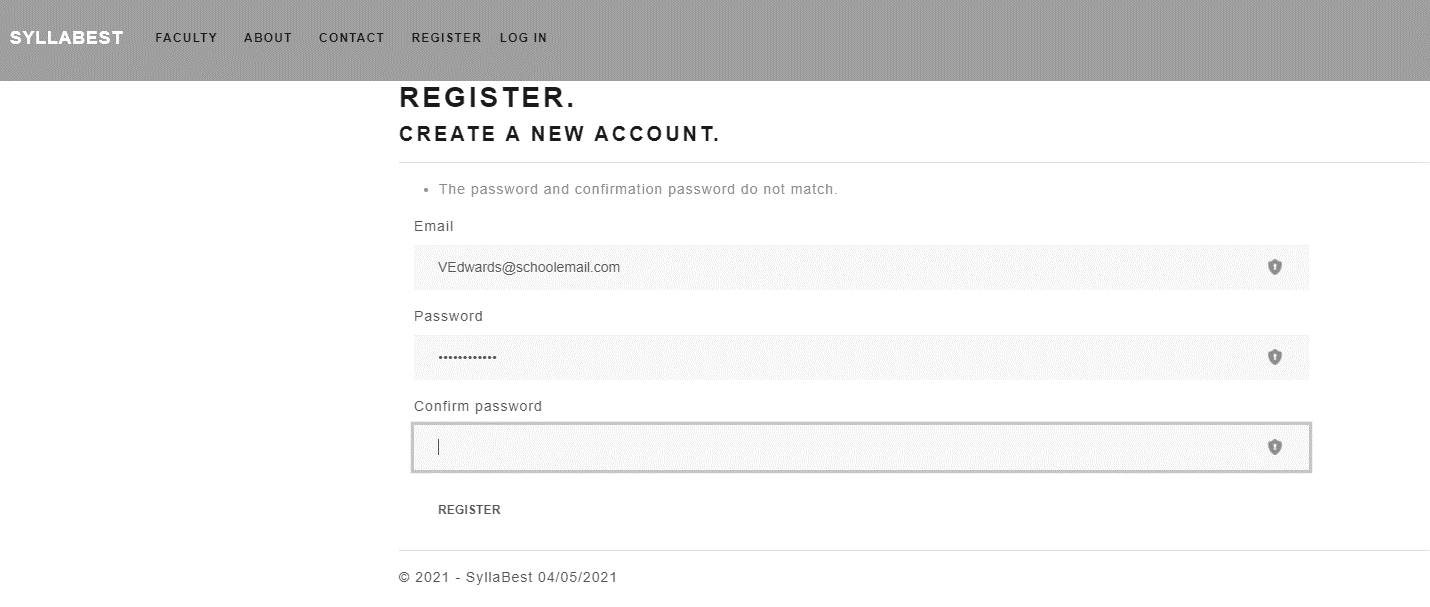 SYLLABEST FACULTY ABOUT CONTACT REGISTER LOG IN
REGISTER.
CREATE A NEW ACCOUNT.
• The password and confirmation password do not match.
Email
VEdwards@schoolemail.com
Password
••••••••••••
Confirm password
REGISTER
© 2021 - SyllaBest 04/05/2021